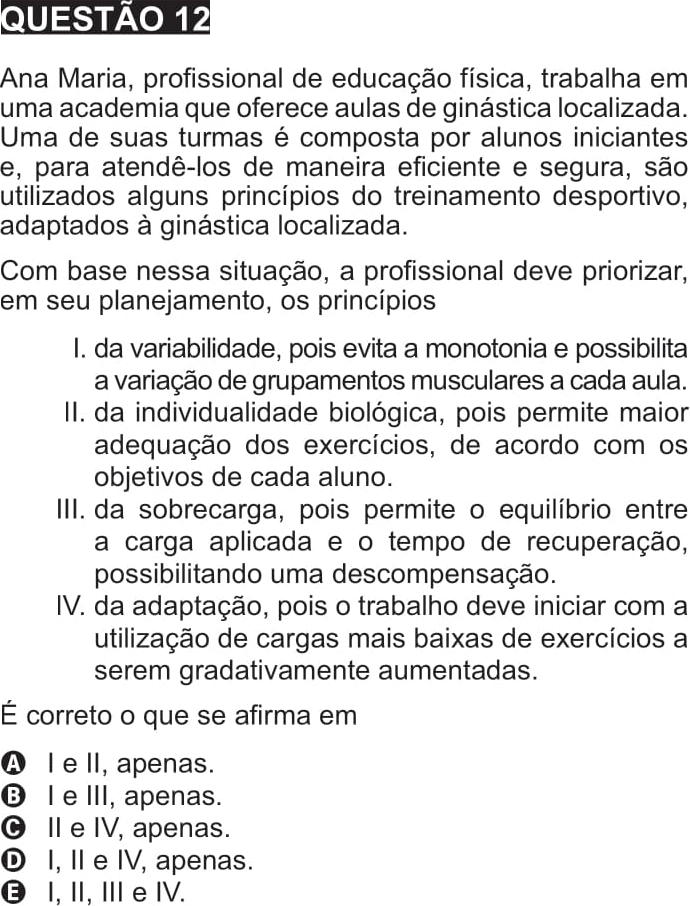 QUESTÃO 12
Ana Maria, profissional de educação física, trabalha em
uma academia que oferece aulas de ginástica localizada.
Uma de suas turmas é composta por alunos iniciantes
e, para atendê-los de maneira eficiente e segura, são
utilizados alguns princípios do treinamento desportivo,
adaptados à ginástica localizada.
Com base nessa situação, a profissional deve priorizar,
em seu planejamento, os princípios
I. da variabilidade, pois evita a monotonia e possibilita
a variação de grupamentos musculares a cada aula.
II. da individualidade biológica, pois permite maior
adequação dos exercícios, de acordo com os
objetivos de cada aluno.
III. da sobrecarga, pois permite o equilíbrio entre
a carga aplicada e o tempo de recuperação,
possibilitando uma descompensação.
IV. da adaptação, pois o trabalho deve iniciar com a
utilização de cargas mais baixas de exercícios a
serem gradativamente aumentadas.
É correto o que se afirma em
A I e II, apenas.
B I e III, apenas.
C II e IV, apenas.
D I, II e IV, apenas.
E I, II, III e IV.